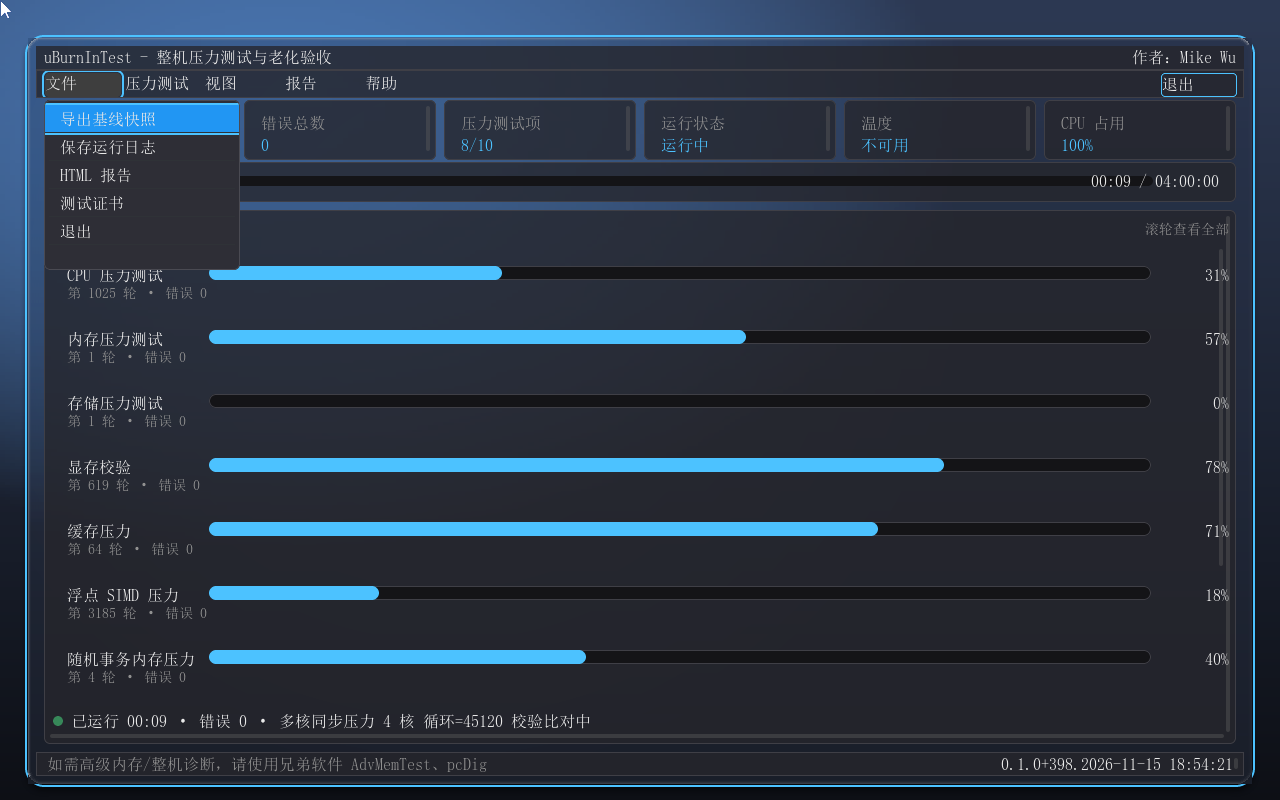 uBurnInTest - 整机压力测试与老化验收
作者: Mike Wu
文件 压力测试 视图 报告 帮助 退出
导出基线快照
保存运行日志
HTML 报告
测试证书
退出
错误总数
0
压力测试项
8/10
运行状态
运行中
温度
不可用
CPU 占用
100%
00:09 / 04:00:00
滚轮查看全部
CPU 压力测试
31%
第 1025 轮 • 错误 0
内存压力测试
57%
第 1 轮 • 错误 0
存储压力测试
0%
第 1 轮 • 错误 0
显存校验
78%
第 619 轮 • 错误 0
缓存压力
71%
第 64 轮 • 错误 0
浮点 SIMD 压力
18%
第 3185 轮 • 错误 0
随机事务内存压力
40%
第 4 轮 • 错误 0
已运行 00:09 • 错误 0 • 多核同步压力 4 核 循环=45120 校验比对中
如需高级内存/整机诊断，请使用兄弟软件 AdvMemTest、pcDig
0.1.0+398.2026-11-15 18:54:21